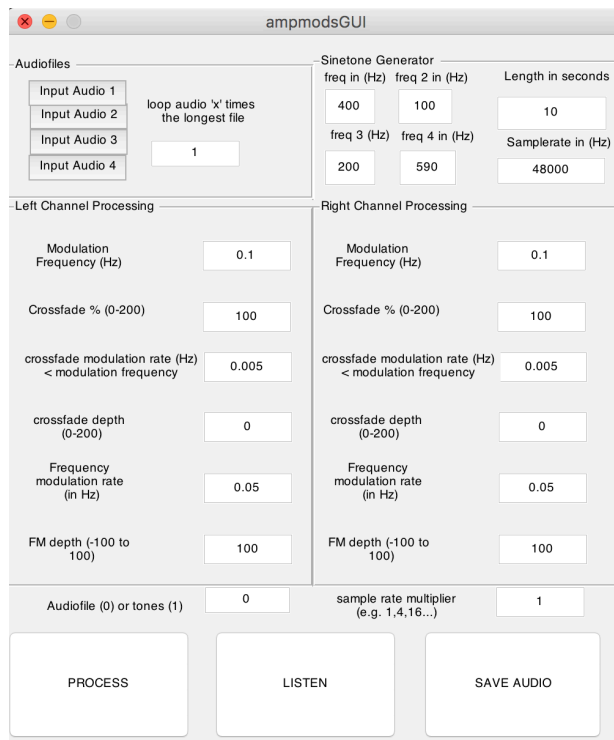 ampmodsGUI
Audiofiles
Input Audio 1
Input Audio 2
Input Audio 3
Input Audio 4
loop audio 'x' times
the longest file
1
Sinetone Generator
freq in (Hz)
freq 2 in (Hz)
400
100
freq 3 (Hz)
freq 4 in (Hz)
200
590
Length in seconds
10
Samplerate in (Hz)
48000
Left Channel Processing
Modulation
Frequency (Hz)
0.1
Crossfade % (0-200)
100
crossfade modulation rate (Hz)
< modulation frequency
0.005
crossfade depth
(0-200)
0
Frequency
modulation rate
(in Hz)
0.05
FM depth (-100 to
100)
100
Right Channel Processing
Modulation
Frequency (Hz)
0.1
Crossfade % (0-200)
100
crossfade modulation rate (Hz)
< modulation frequency
0.005
crossfade depth
(0-200)
0
Frequency
modulation rate
(in Hz)
0.05
FM depth (-100 to
100)
100
Audiofile (0) or tones (1)
0
sample rate multiplier
(e.g. 1,4,16...)
1
PROCESS
LISTEN
SAVE AUDIO